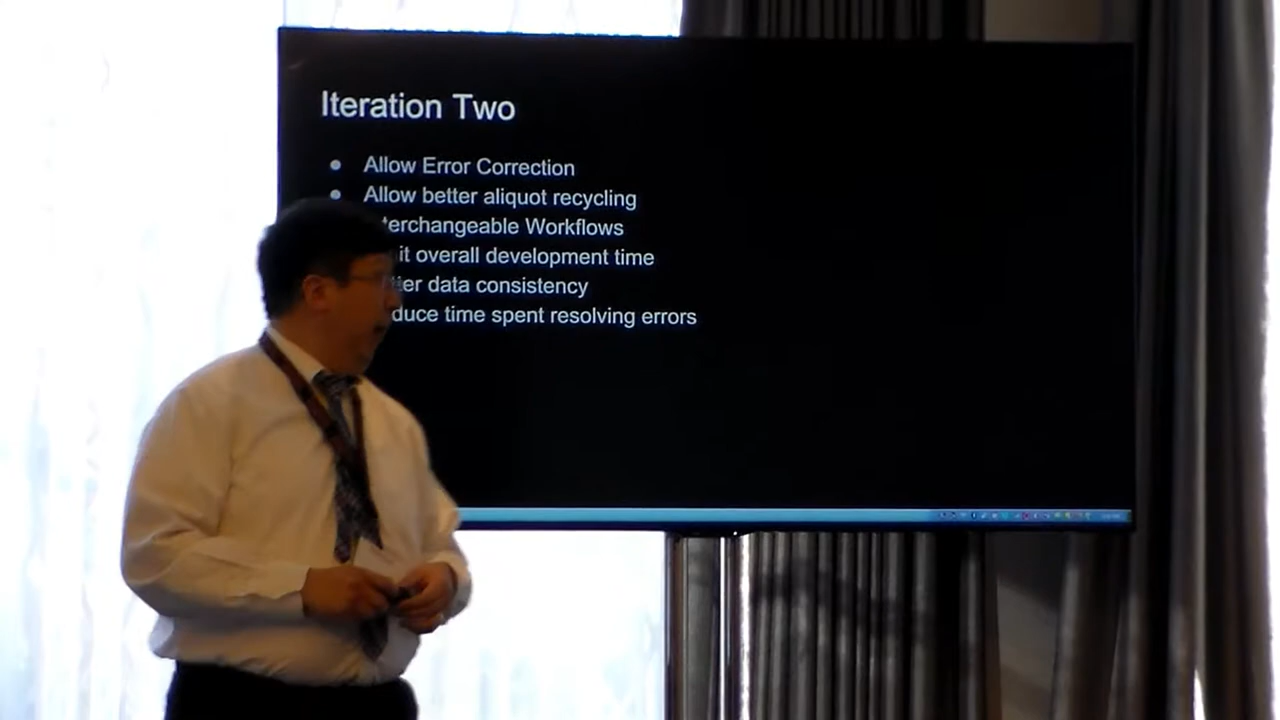 Iteration Two
● Allow Error Correction
● Allow better aliquot recycling
terchangeable Workflows
it overall development time
ter data consistency
duce time spent resolving errors